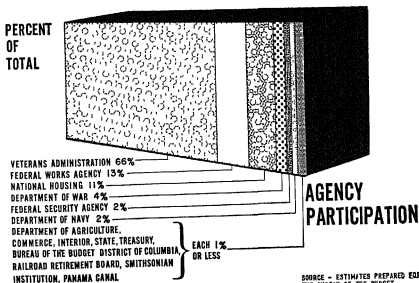 PERCENT
OF
TOTAL
VETERANS ADMINISTRATION 66%
FEDERAL WORKS AGENCY 13%
NATIONAL HOUSING 11%
DEPARTMENT OF WAR 4%
FEDERAL SECURITY AGENCY 2%
DEPARTMENT OF NAVY 2%
DEPARTMENT OF AGRICULTURE,
COMMERCE, INTERIOR, STATE, TREASURY,
BUREAU OF THE BUDGET DISTRICT OF COLUMBIA,
RAILROAD RETIREMENT BOARD, SMITHSONIAN
INSTITUTION, PANAMA CANAL
EACH 1%
OR LESS
AGENCY
PARTICIPATION
SOURCE - ESTIMATES PREPARED